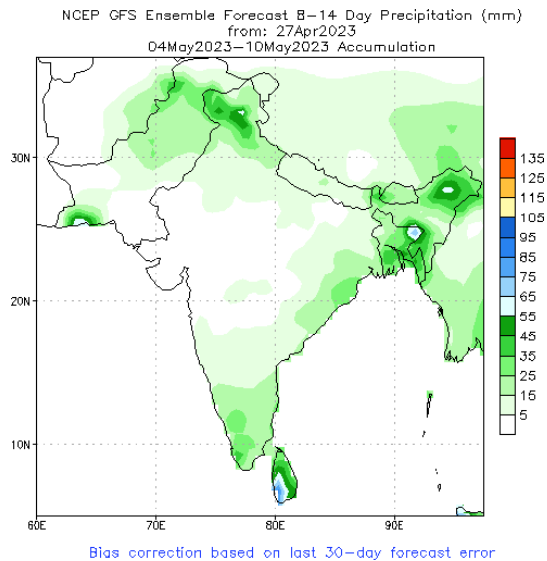 NCEP GFS Ensemble Forecast 8-14 Day Precipitation (mm)
from: 27Apr2023
04May2023-10May2023 Accumulation
30N
20N
10N
60E
70E
80E
90E
135
125
115
105
95
85
75
65
55
45
35
25
15
5
Bias correction based on last 30-day forecast error